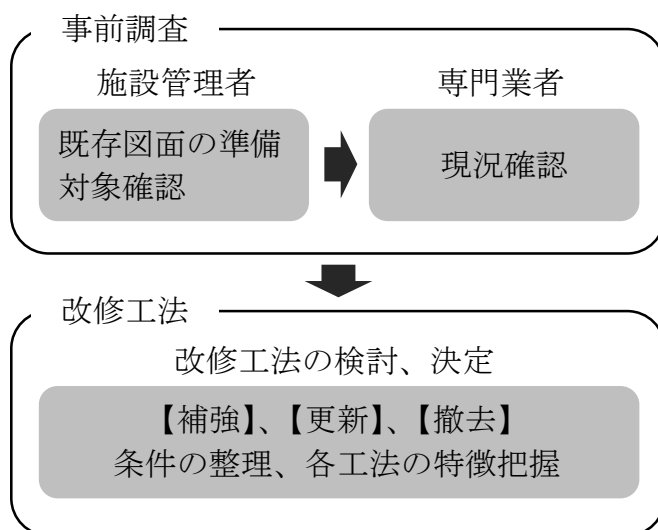 事前調査
施設管理者
専門業者
既存図面の準備
対象確認
現況確認
改修工法
改修工法の検討、決定
【補強】、【更新】、【撤去】
条件の整理、各工法の特徴把握